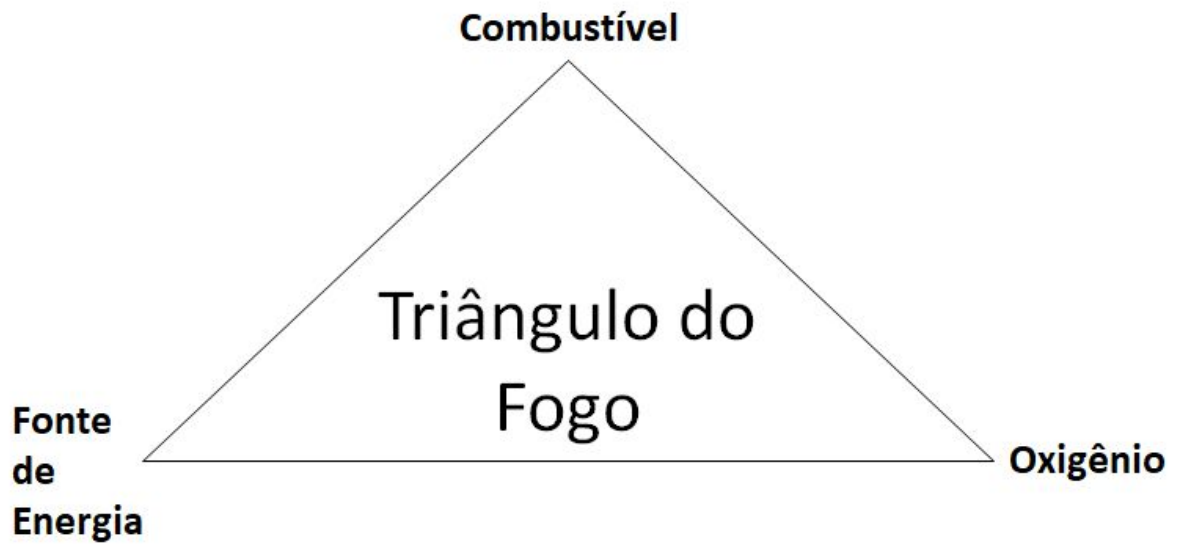 Combustível
Triângulo do
Fogo
Fonte
de
Energia
Oxigênio